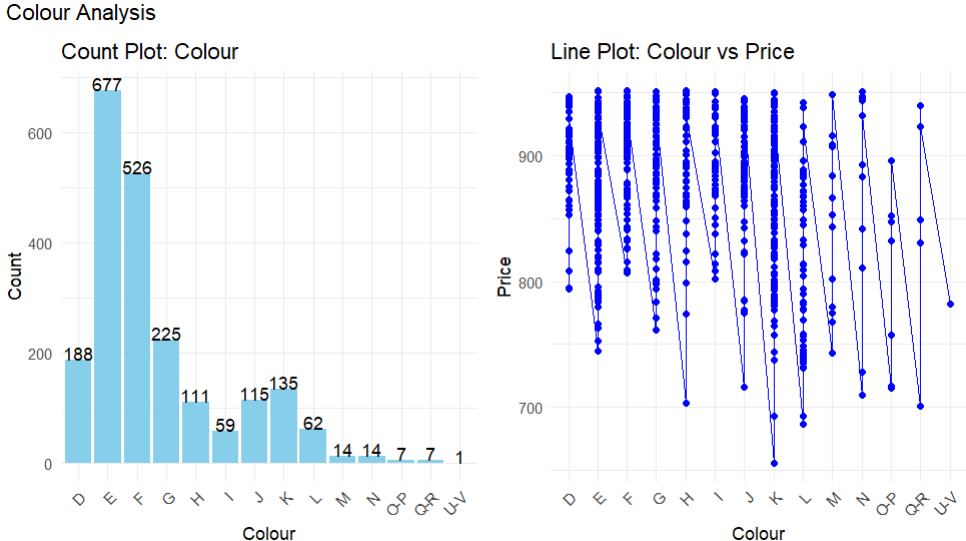 Colour Analysis
Count Plot: Colour
677
600
526
400
Count
225
200
188
135
115
111
62
59
14
14
7
7
1
0
D
E
F
G
H
I
J
K
L
M
N
O-P
Q-R
U-V
Colour
Line Plot: Colour vs Price
900
800
Price
700
D
E
F
G
H
I
J
K
L
M
N
O-P
Q-R
U-V
Colour